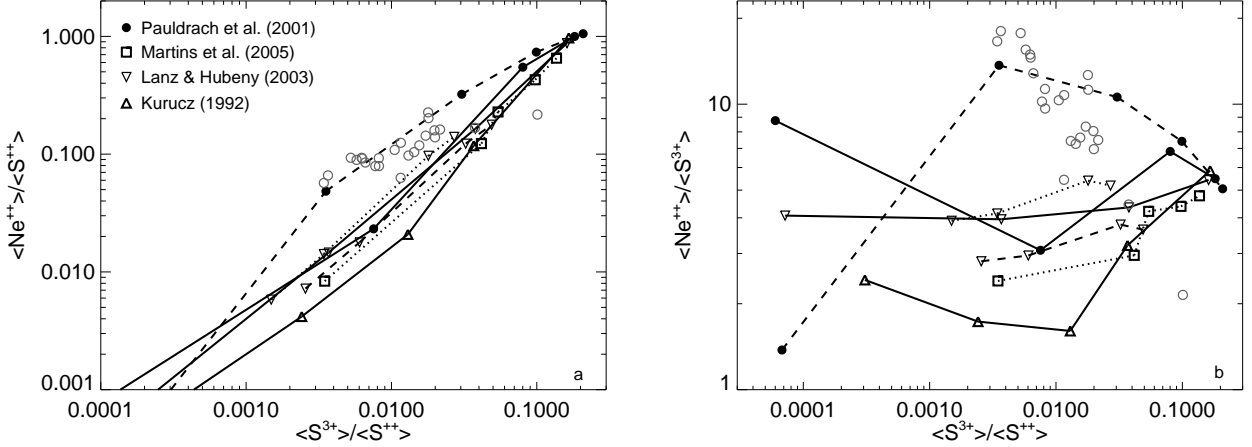 ● Pauldrach et al. (2001)
□ Martins et al. (2005)
▽ Lanz & Hubeny (2003)
△ Kurucz (1992)
1.000
0.100
0.010
0.001
<Ne⁺⁺>/<S⁺⁺>
0.0001 0.0010 0.0100 0.1000
<S³⁺>/<S⁺⁺>
a
10
1
<Ne⁺⁺>/<S³⁺>
0.0001 0.0010 0.0100 0.1000
<S³⁺>/<S⁺⁺>
b